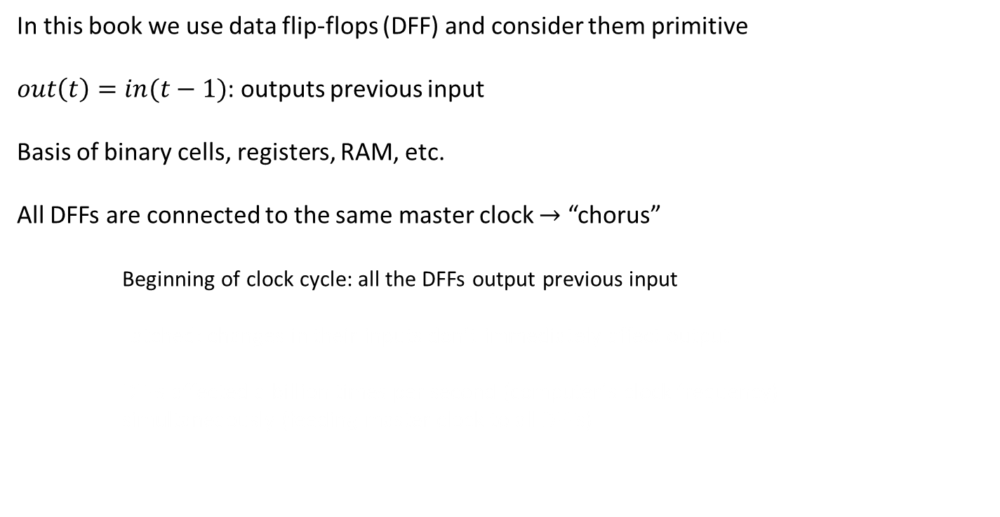 In this book we use data flip-flops (DFF) and consider them primitive
out(t) = in(t − 1): outputs previous input
Basis of binary cells, registers, RAM, etc.
All DFFs are connected to the same master clock → “chorus”
Beginning of clock cycle: all the DFFs output previous input